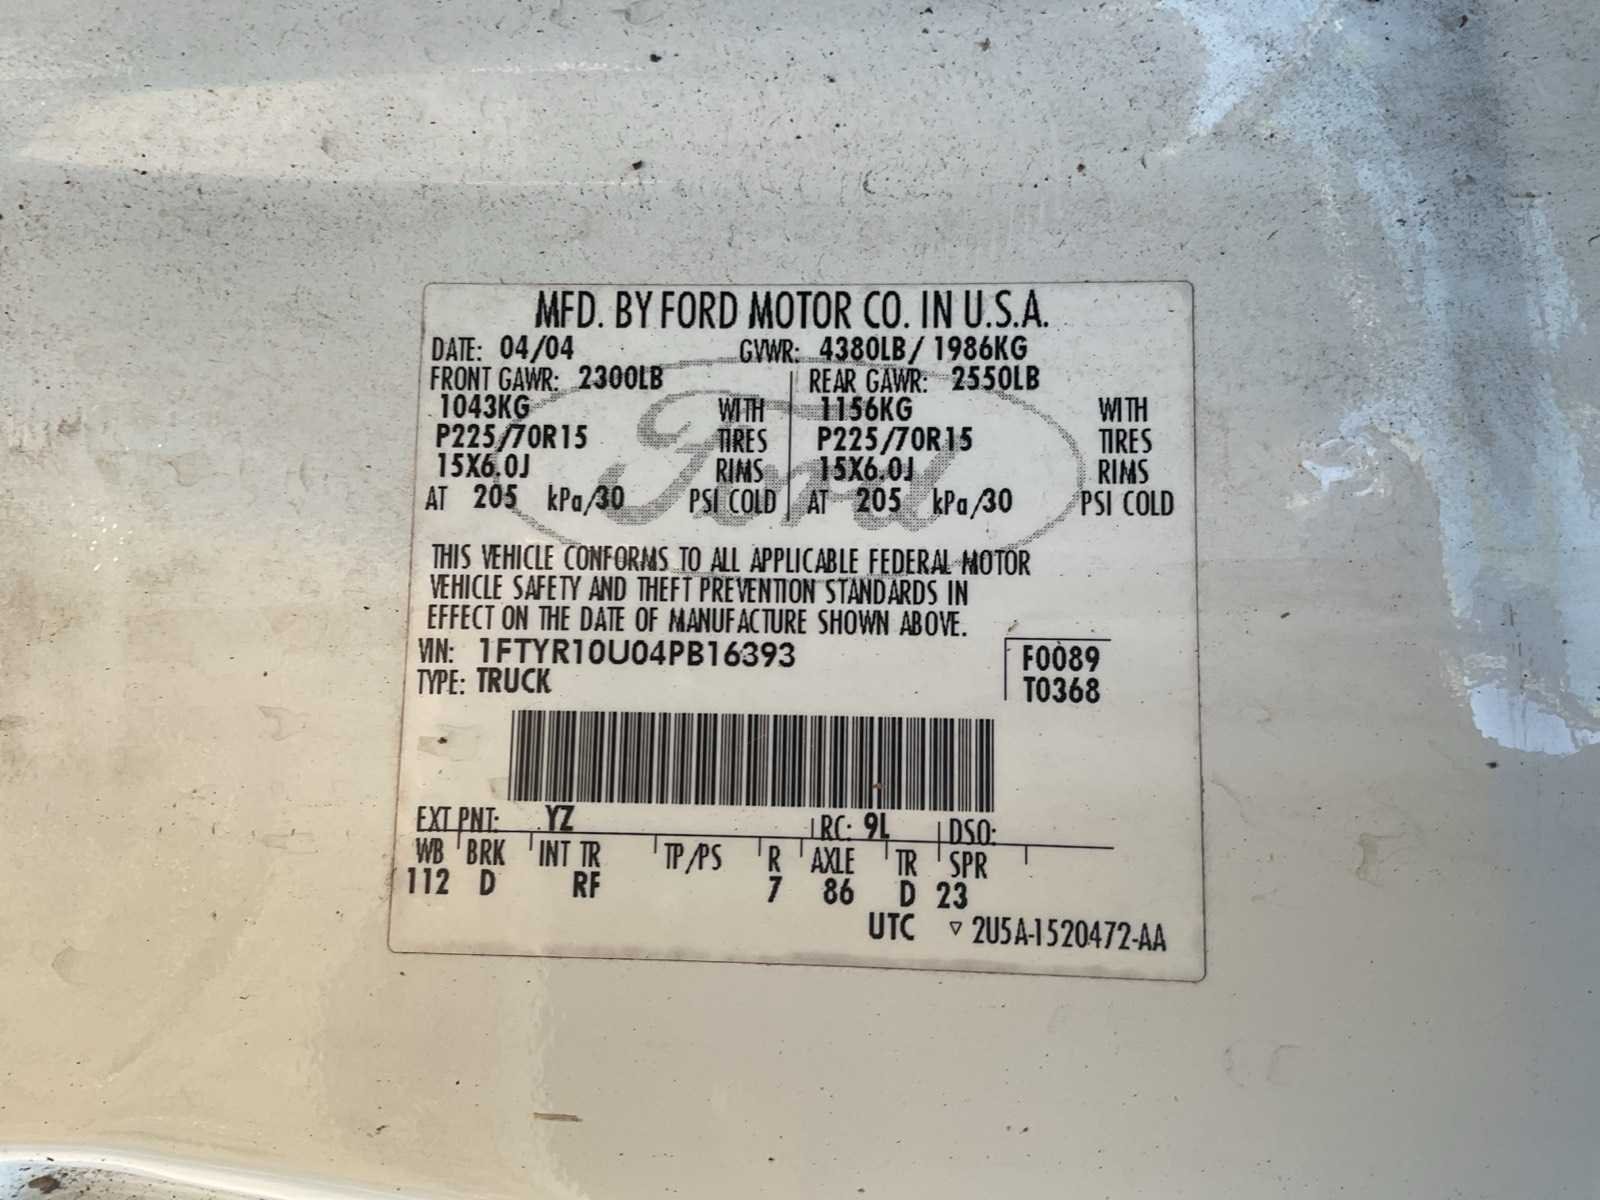 MFD. BY FORD MOTOR CO. IN U.S.A.
DATE: 04/04 GVWR: 4380LB/ 1986KG
FRONT GAWR: 2300LB REAR GAWR: 2550LB
1043KG WITH 1156KG WITH
P225/70R15 TIRES P225/70R15 TIRES
15X6.0J RIMS 15X6.0J RIMS
AT 205 kPa/30 PSI COLD AT 205 kPa/30 PSI COLD
Ford
THIS VEHICLE CONFORMS TO ALL APPLICABLE FEDERAL MOTOR
VEHICLE SAFETY AND THEFT PREVENTION STANDARDS IN
EFFECT ON THE DATE OF MANUFACTURE SHOWN ABOVE.
VIN: 1FTYR10U04PB16393 F0089
TYPE: TRUCK T0368
EXT PNT: YZ RC: 9L DSO:
WB BRK INT TR TP/PS R AXLE TR SPR
112 D RF 7 86 D 23
UTC ▽ 2U5A-1520472-AA